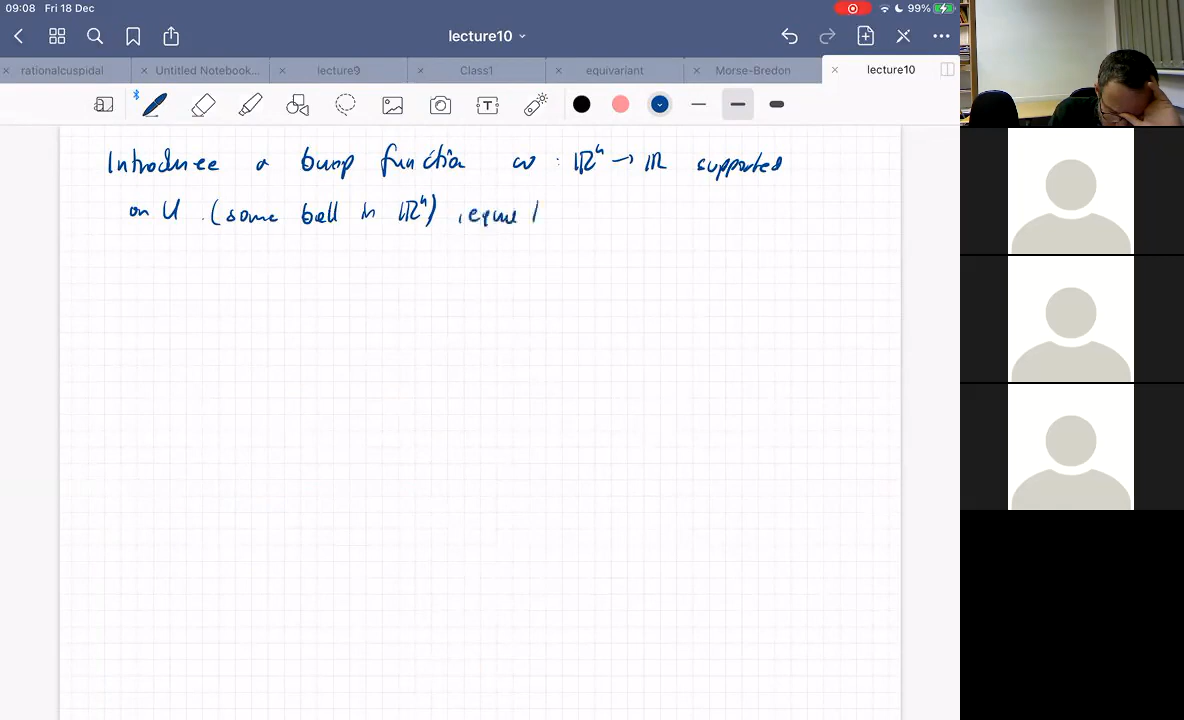 09:08 Fri 18 Dec
99%
lecture10
rationalcuspidal
Untitled Notebook...
lecture9
Class1
equivariant
Morse-Bredon
lecture10
Introduce a bump function ω : ℝⁿ → ℝ supported
on U (some ball in ℝⁿ), equal